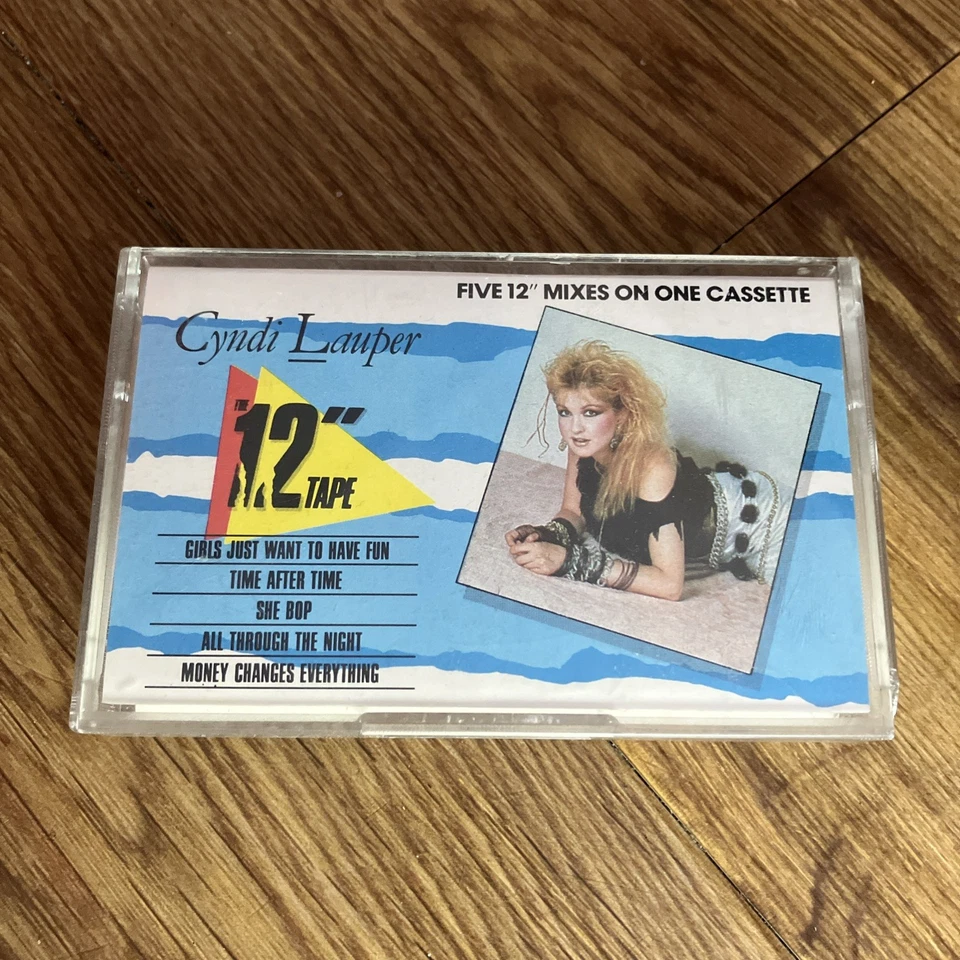 FIVE 12" MIXES ON ONE CASSETTE
Cyndi Lauper
THE
12"
TAPE
GIRLS JUST WANT TO HAVE FUN
TIME AFTER TIME
SHE BOP
ALL THROUGH THE NIGHT
MONEY CHANGES EVERYTHING